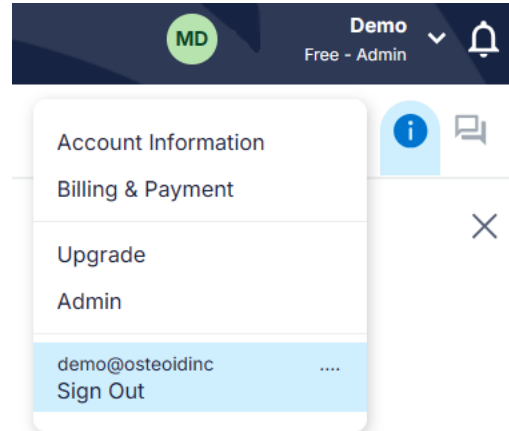 MD
Demo
Free - Admin
Account Information
Billing & Payment
Upgrade
Admin
demo@osteoidinc ....
Sign Out